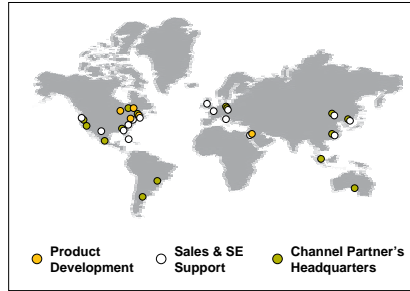 Product
Development
Sales & SE
Support
Channel Partner's
Headquarters